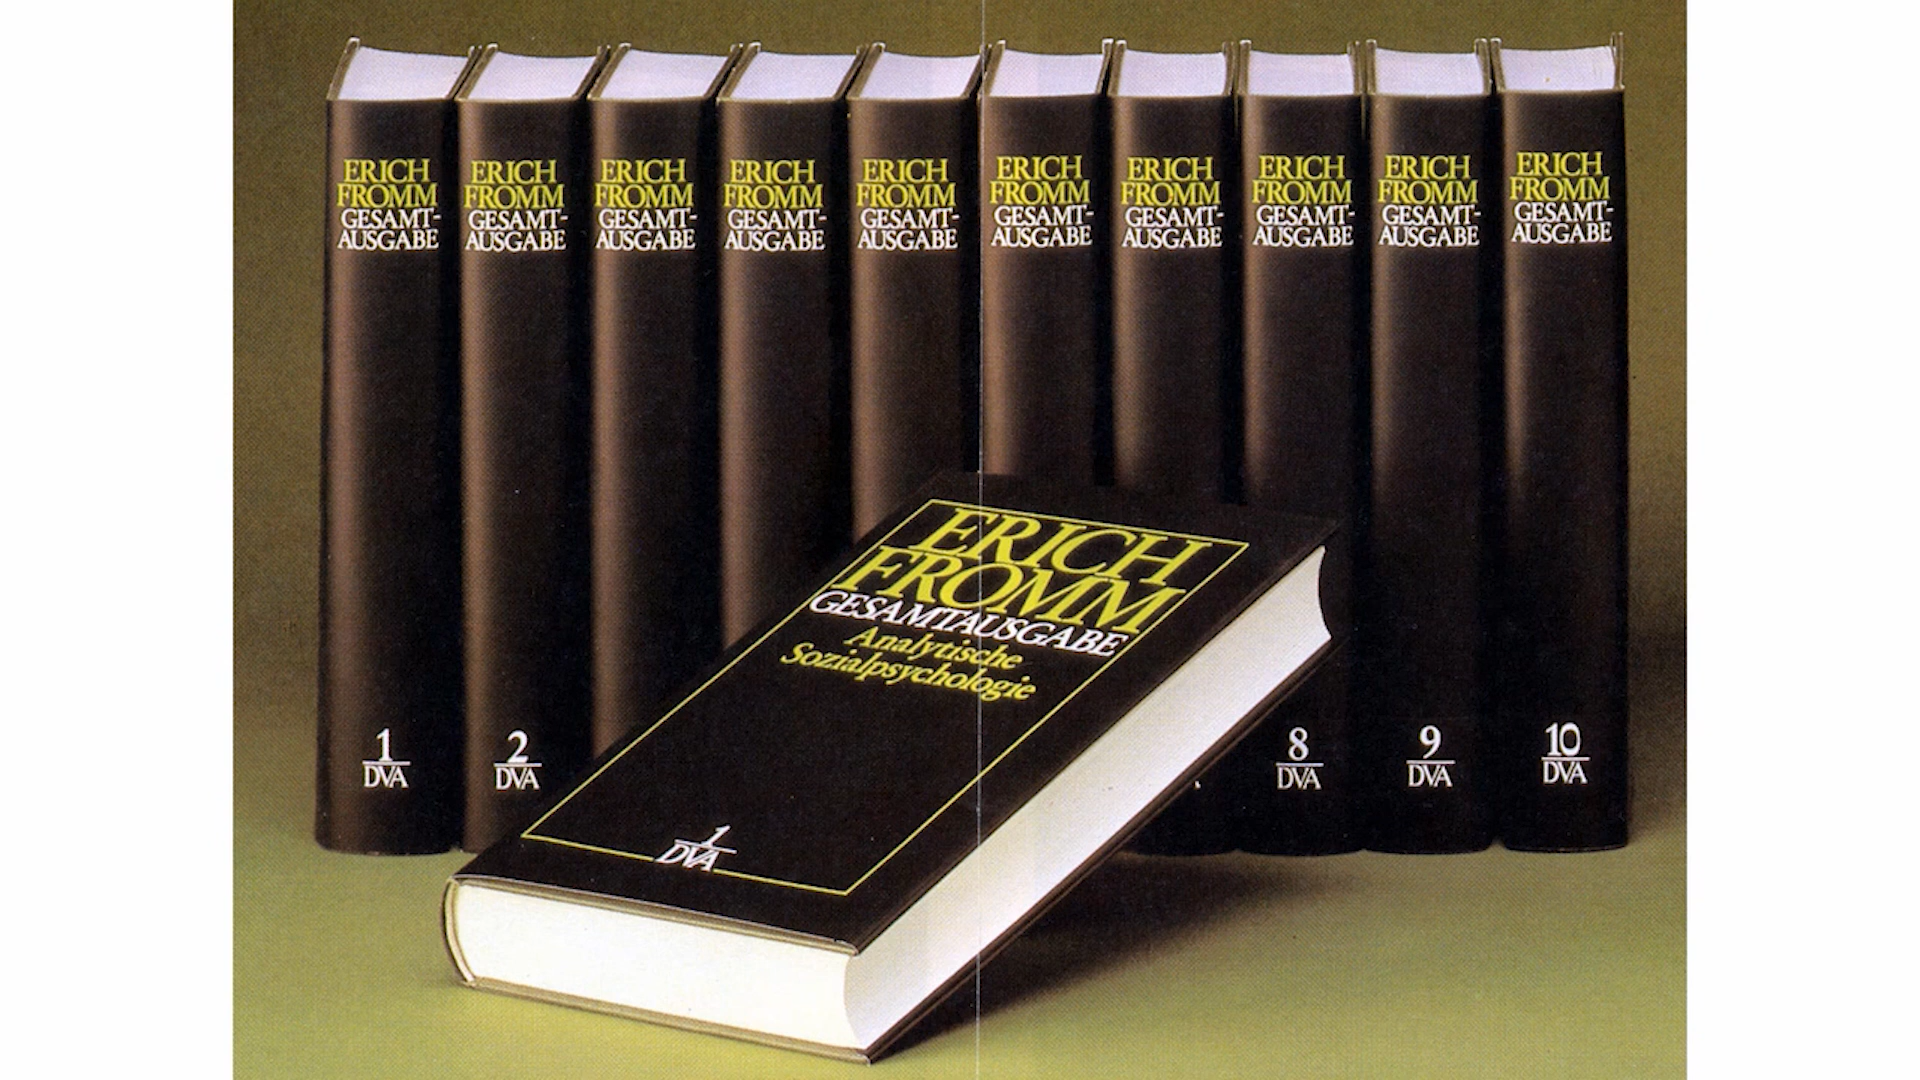 ERICH
FROMM
GESAMT-
AUSGABE
1
DVA
ERICH
FROMM
GESAMT-
AUSGABE
2
DVA
ERICH
FROMM
GESAMT-
AUSGABE
ERICH
FROMM
GESAMT-
AUSGABE
ERICH
FROMM
GESAMT-
AUSGABE
ERICH
FROMM
GESAMT-
AUSGABE
ERICH
FROMM
GESAMT-
AUSGABE
ERICH
FROMM
GESAMT-
AUSGABE
8
DVA
ERICH
FROMM
GESAMT-
AUSGABE
9
DVA
ERICH
FROMM
GESAMT-
AUSGABE
10
DVA
ERICH
FROMM
GESAMTAUSGABE
Analytische
Sozialpsychologie
1
DVA